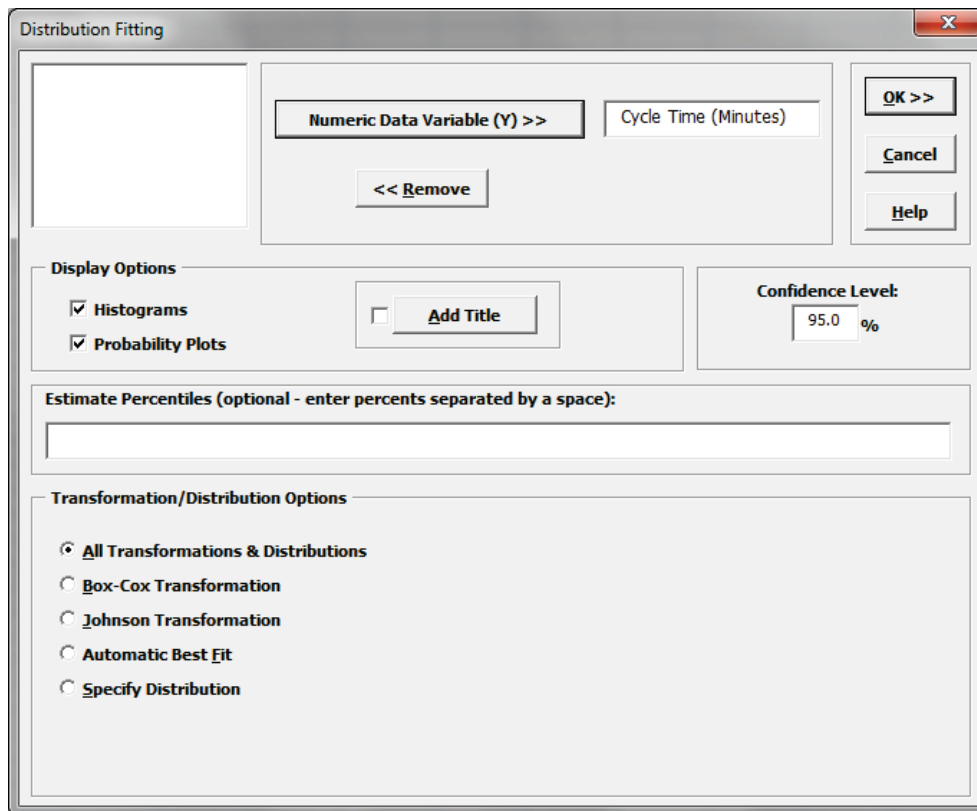 Distribution Fitting
Numeric Data Variable (Y) >>
Cycle Time (Minutes)
<< Remove
OK >>
Cancel
Help
Display Options
Histograms
Probability Plots
Add Title
Confidence Level:
95.0 %
Estimate Percentiles (optional - enter percents separated by a space):
Transformation/Distribution Options
All Transformations & Distributions
Box-Cox Transformation
Johnson Transformation
Automatic Best Fit
Specify Distribution